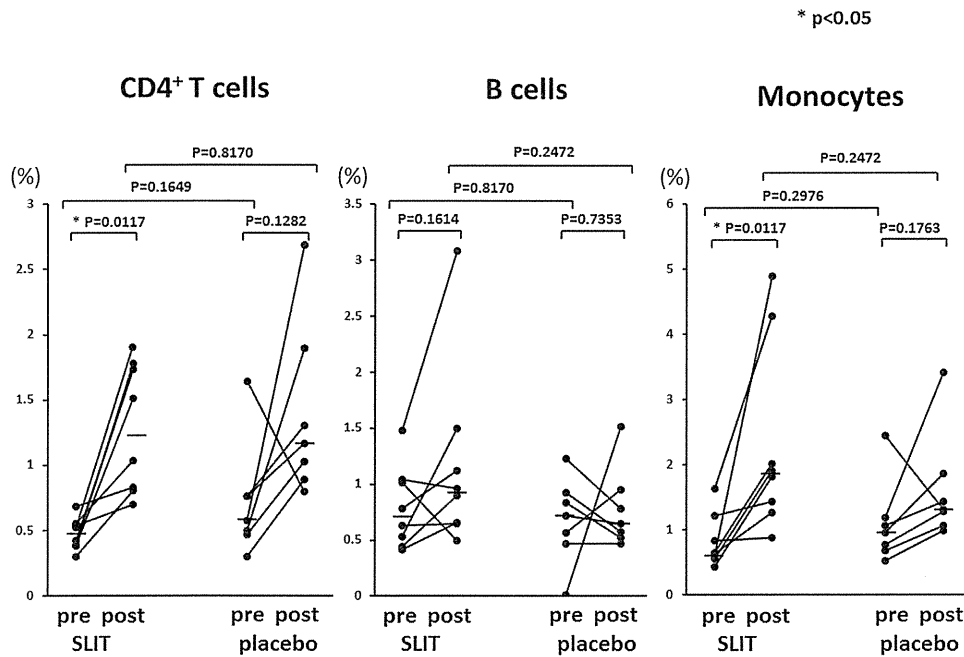 * p<0.05
CD4+ T cells
P=0.8170
(%)
P=0.1649
* P=0.0117
P=0.1282
3
2.5
2
1.5
1
0.5
0
pre post
SLIT
pre post
placebo
B cells
P=0.2472
(%)
P=0.8170
P=0.1614
P=0.7353
3.5
3
2.5
2
1.5
1
0.5
0
pre post
SLIT
pre post
placebo
Monocytes
P=0.2472
(%)
P=0.2976
* P=0.0117
P=0.1763
6
5
4
3
2
1
0
pre post
SLIT
pre post
placebo